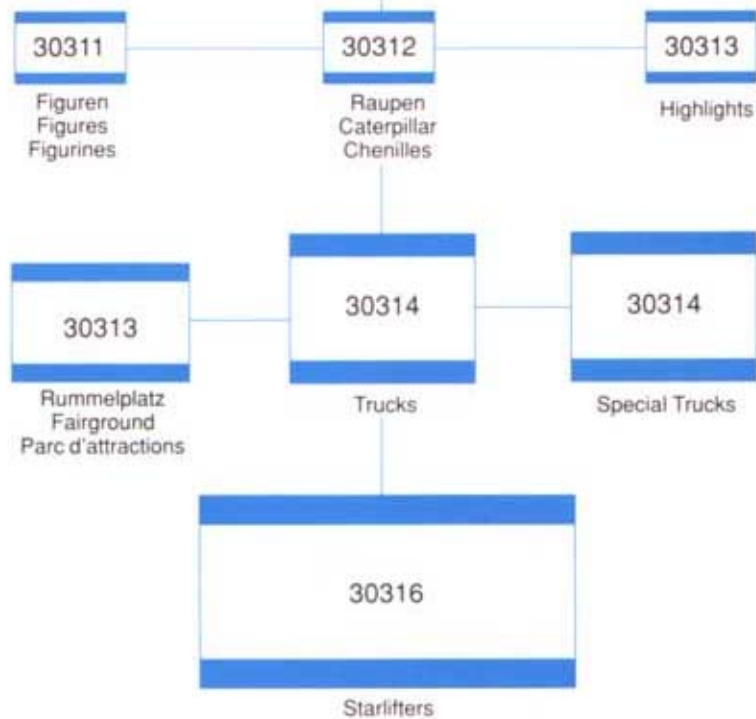 30311
Figuren
Figures
Figurines
30312
Raupen
Caterpillar
Chenilles
30313
Highlights
30313
Rummelplatz
Fairground
Parc d'attractions
30314
Trucks
30314
Special Trucks
30316
Starlifters